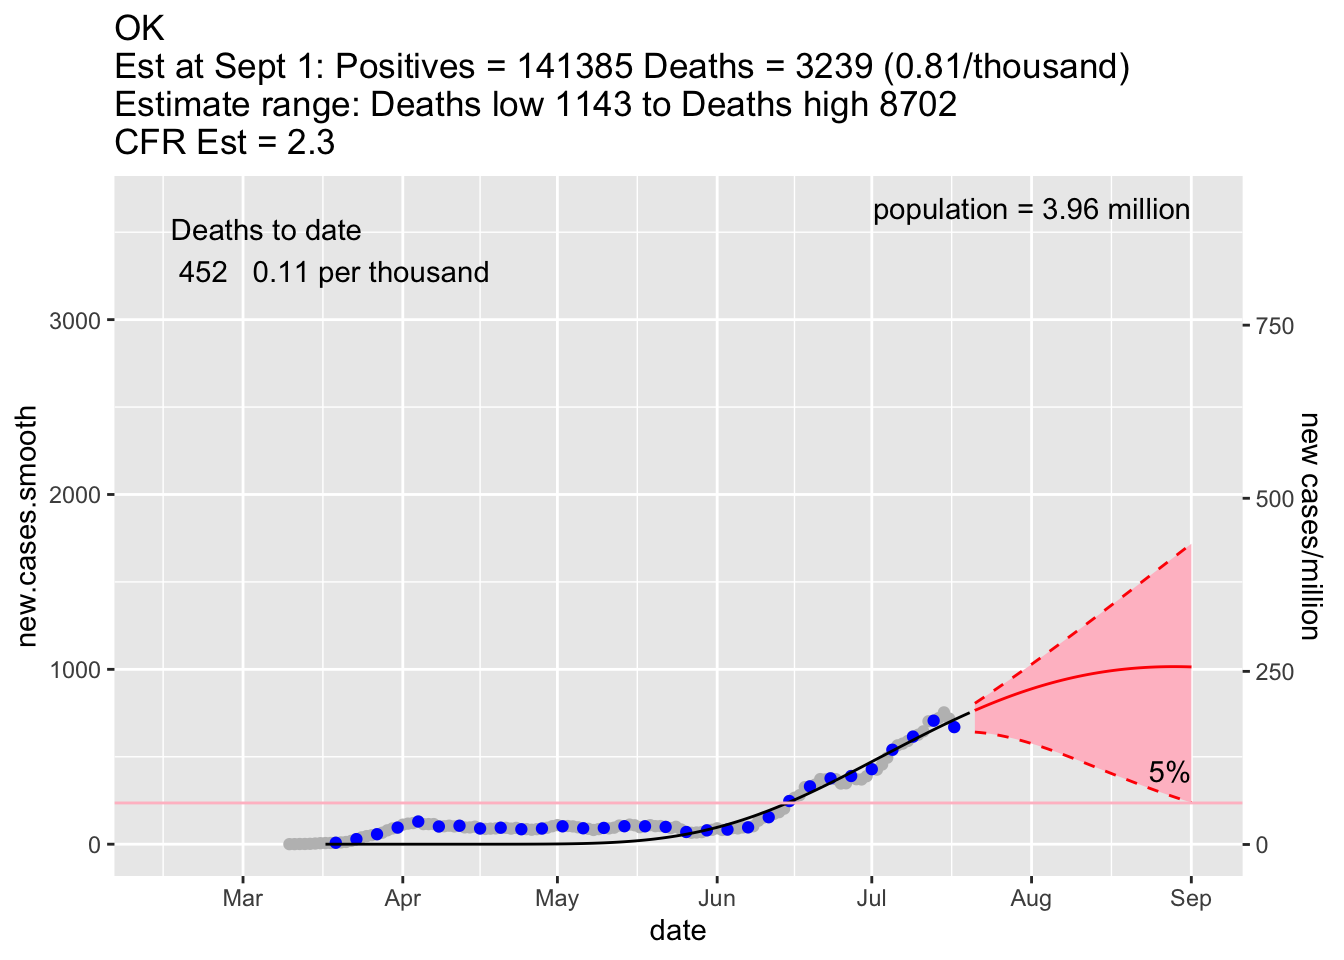 OK
Est at Sept 1: Positives = 141385 Deaths = 3239 (0.81/thousand)
Estimate range: Deaths low 1143 to Deaths high 8702
CFR Est = 2.3
population = 3.96 million
Deaths to date
452 0.11 per thousand
3000
2000
1000
0
new.cases.smooth
750
500
250
0
new cases/million
5%
Mar Apr May Jun Jul Aug Sep
date